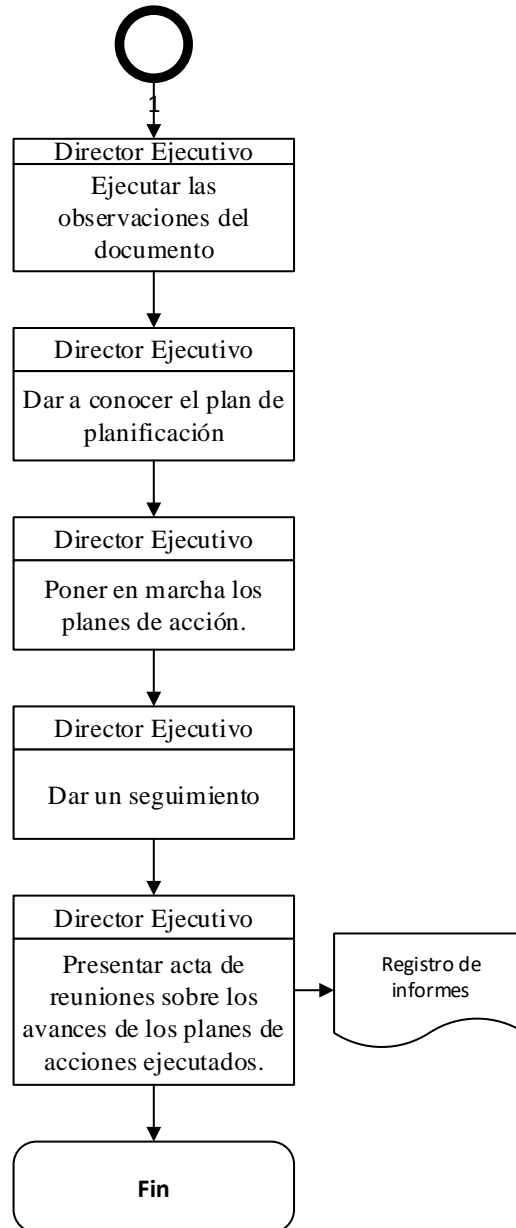 1
Director Ejecutivo
Ejecutar las
observaciones del
documento
Director Ejecutivo
Dar a conocer el plan de
planificación
Director Ejecutivo
Poner en marcha los
planes de acción.
Director Ejecutivo
Dar un seguimiento
Director Ejecutivo
Presentar acta de
reuniones sobre los
avances de los planes de
acciones ejecutados.
Registro de
informes
Fin